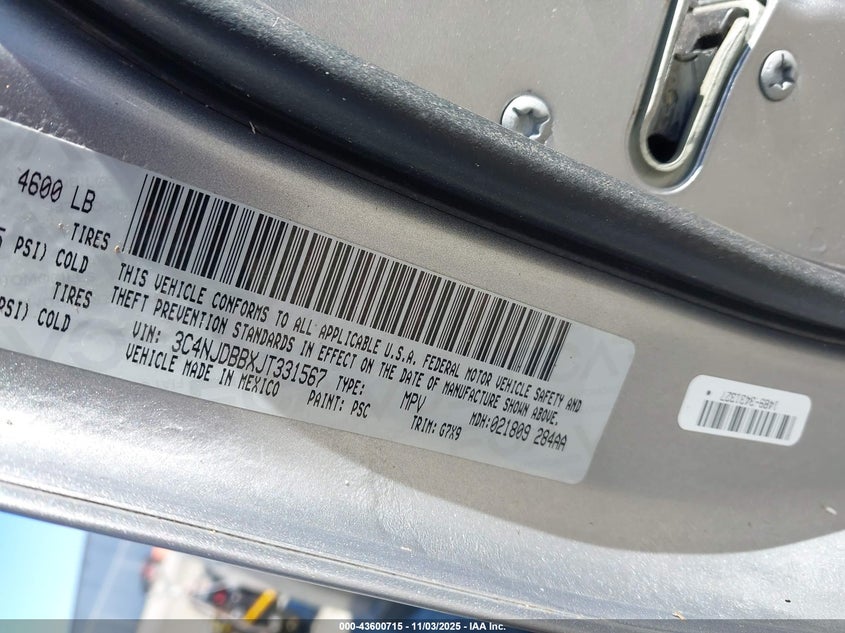 4600 LB
TIRES
PSI) COLD
TIRES
PSI) COLD
THIS VEHICLE CONFORMS TO ALL APPLICABLE U.S.A. FEDERAL MOTOR VEHICLE SAFETY AND
THEFT PREVENTION STANDARDS IN EFFECT ON THE DATE OF MANUFACTURE SHOWN ABOVE.
VIN: 3C4NJDBBXJT331567 TYPE: MPV MDH:021809 284AA
VEHICLE MADE IN MEXICO PAINT: PSC TRIM: G7X9
000-43600715 - 11/03/2025 - IAA Inc.